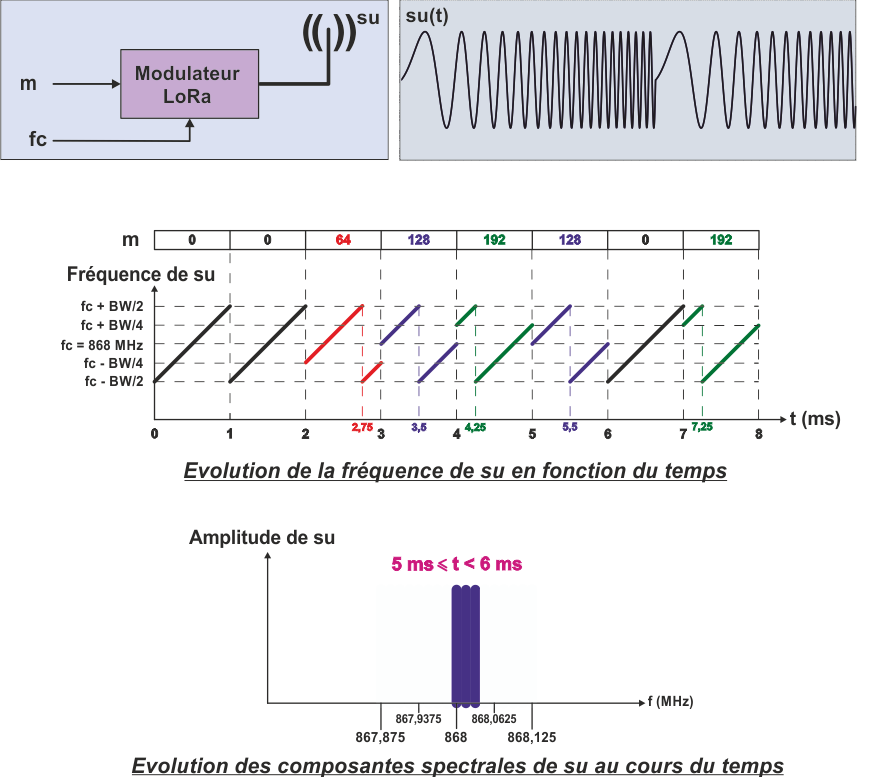 su
Modulateur
LoRa
m
fc
su(t)
m 0 0 64 128 192 128 0 192
Fréquence de su
fc + BW/2
fc + BW/4
fc = 868 MHz
fc - BW/4
fc - BW/2
t (ms)
0 1 2 2,75 3 3,5 4 4,25 5 5,5 6 7 7,25 8
Evolution de la fréquence de su en fonction du temps
Amplitude de su
5 ms ⩽ t < 6 ms
f (MHz)
867,9375 868,0625
867,875 868 868,125
Evolution des composantes spectrales de su au cours du temps